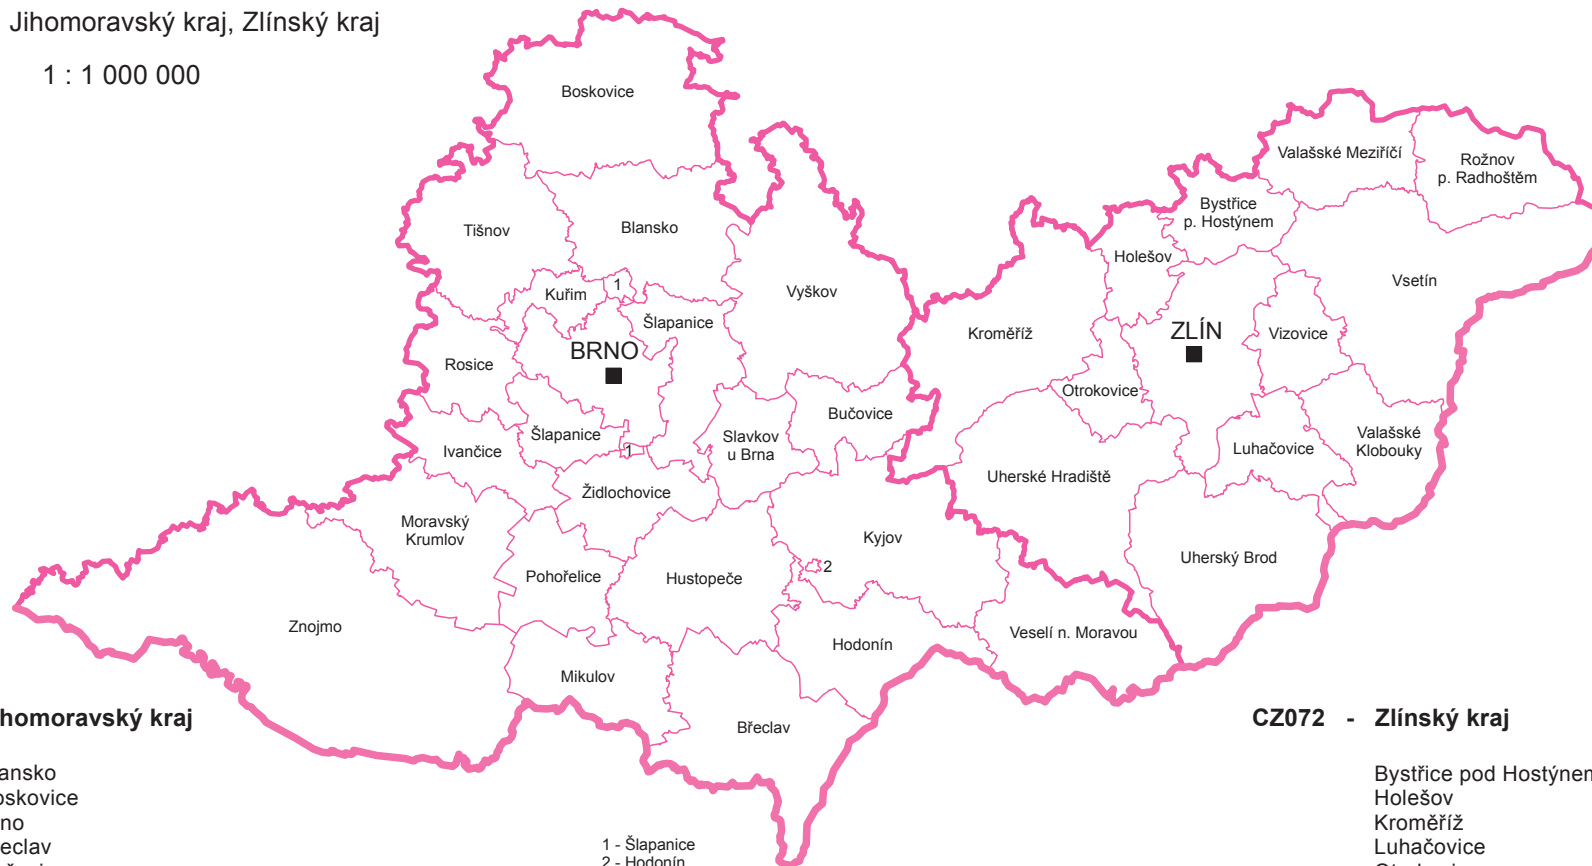 Jihomoravský kraj, Zlínský kraj
1 : 1 000 000
Boskovice
Valašské Meziříčí
Rožnov
p. Radhoštěm
Bystřice
p. Hostýnem
Tišnov
Blansko
Holešov
Vsetín
Kuřim
1
Vyškov
Šlapanice
Kroměříž
ZLÍN
Vizovice
BRNO
Rosice
Otrokovice
Bučovice
Šlapanice
Slavkov
u Brna
Valašské
Klobouky
Ivančice
1
Luhačovice
Uherské Hradiště
Židlochovice
Moravský
Krumlov
Kyjov
Uherský Brod
Pohořelice
Hustopeče
2
Znojmo
Veselí n. Moravou
Hodonín
Mikulov
Břeclav
homoravský kraj
CZ072 - Zlínský kraj
ansko
oskovice
no
eclav
Bystřice pod Hostýnem
Holešov
Kroměříž
Luhačovice
1 - Šlapanice
2 - Hodonín